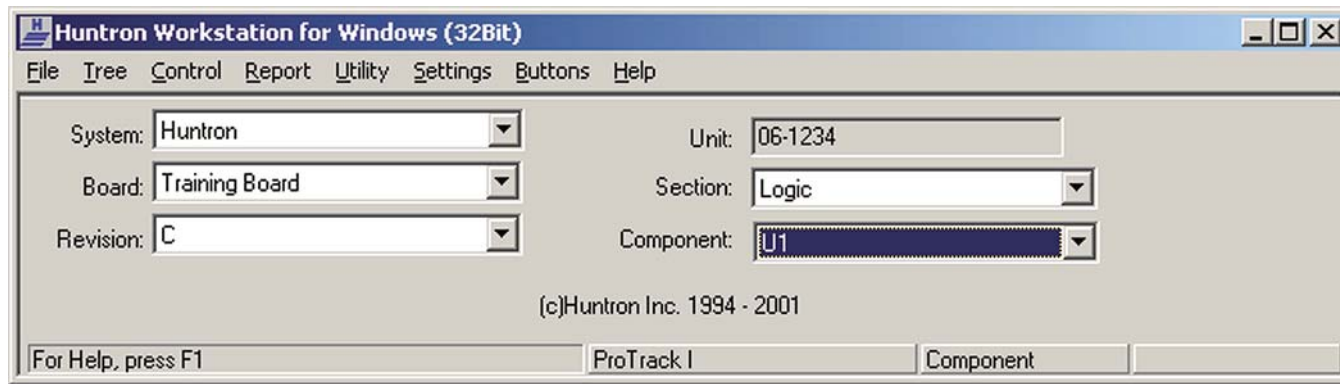 Huntron Workstation for Windows (32Bit)
File Tree Control Report Utility Settings Buttons Help
System: Huntron Unit: 06-1234
Board: Training Board Section: Logic
Revision: C Component: U1
(c)Huntron Inc. 1994 - 2001
For Help, press F1 ProTrack I Component